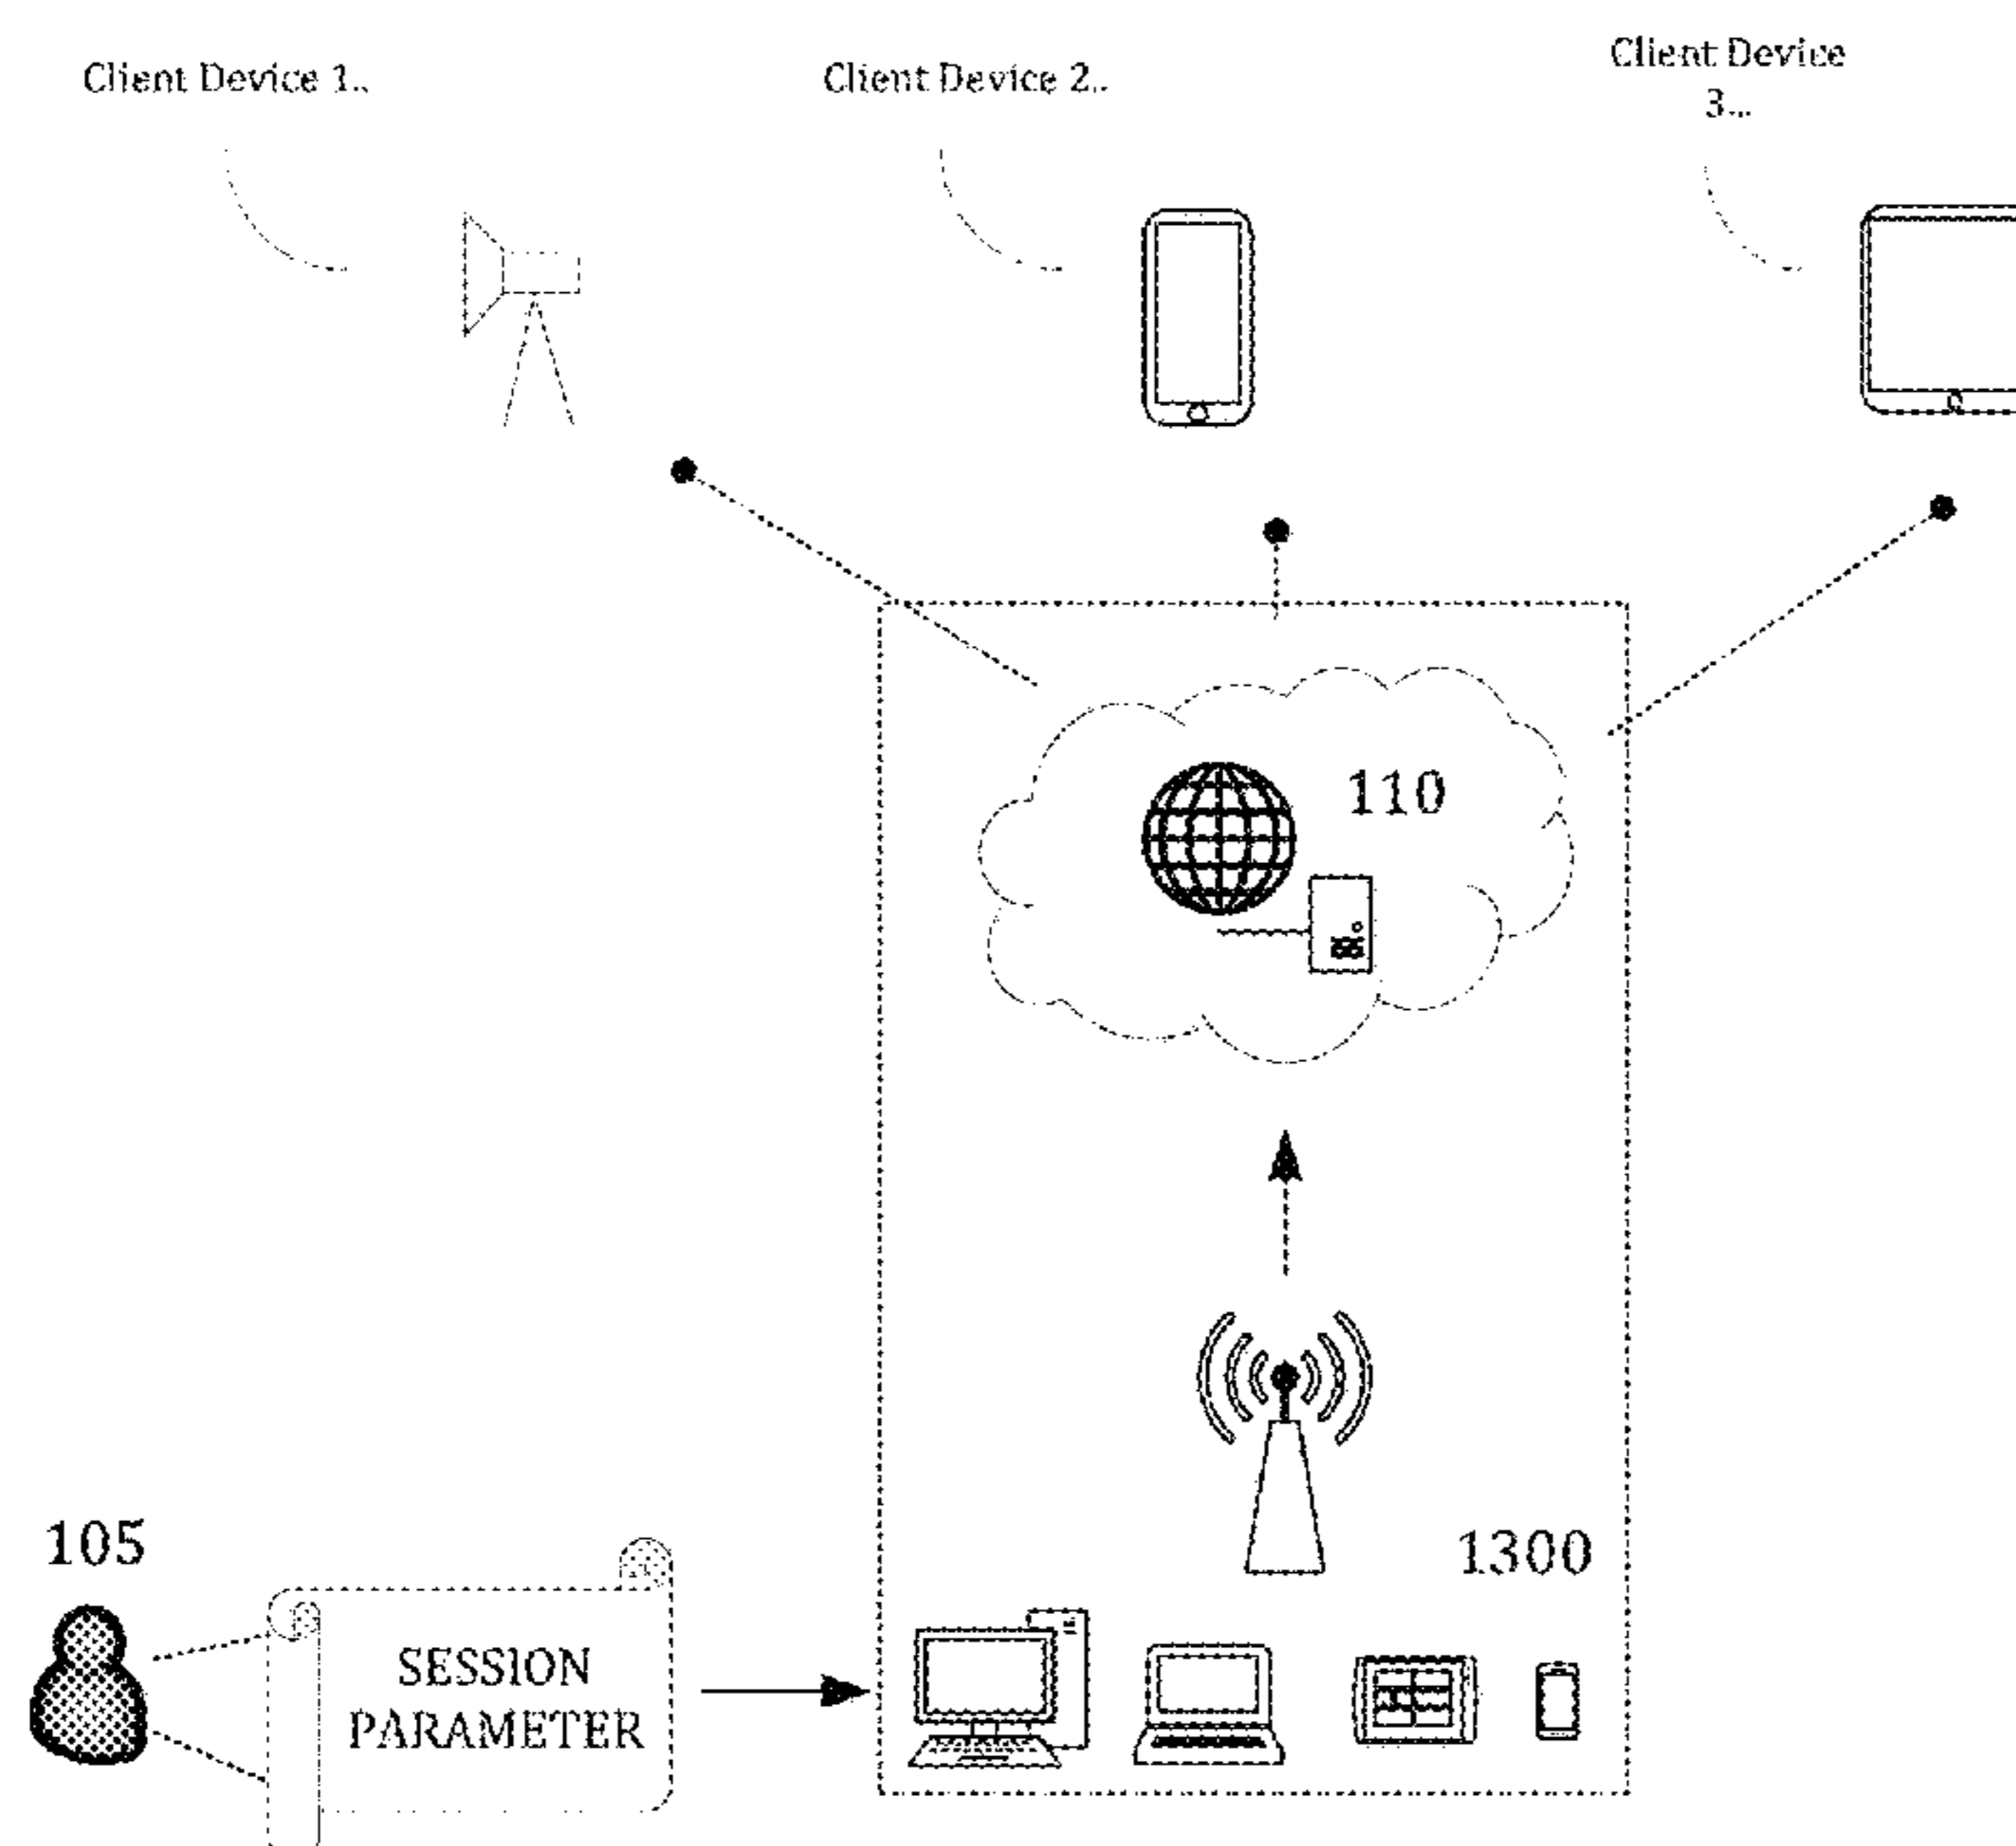 Client Device 1..
Client Device 2..
Client Device
3...
110
1300
105
SESSION
PARAMETER